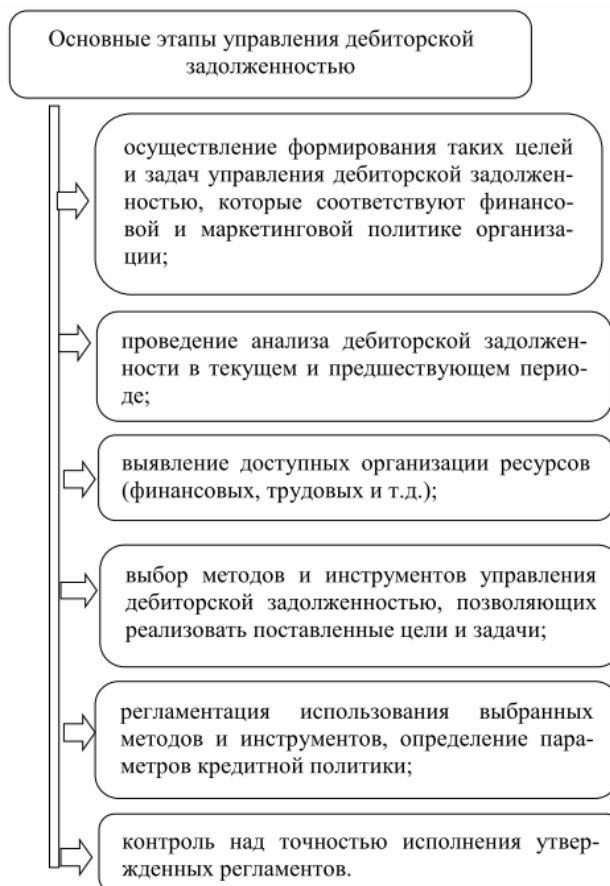 Основные этапы управления дебиторской
задолженностью
осуществление формирования таких целей
и задач управления дебиторской задолжен-
ностью, которые соответствуют финансо-
вой и маркетинговой политике организа-
ции;
проведение анализа дебиторской задолжен-
ности в текущем и предшествующем перио-
де;
выявление доступных организации ресурсов
(финансовых, трудовых и т.д.);
выбор методов и инструментов управления
дебиторской задолженностью, позволяющих
реализовать поставленные цели и задачи;
регламентация использования выбранных
методов и инструментов, определение пара-
метров кредитной политики;
контроль над точностью исполнения утвер-
жденных регламентов.